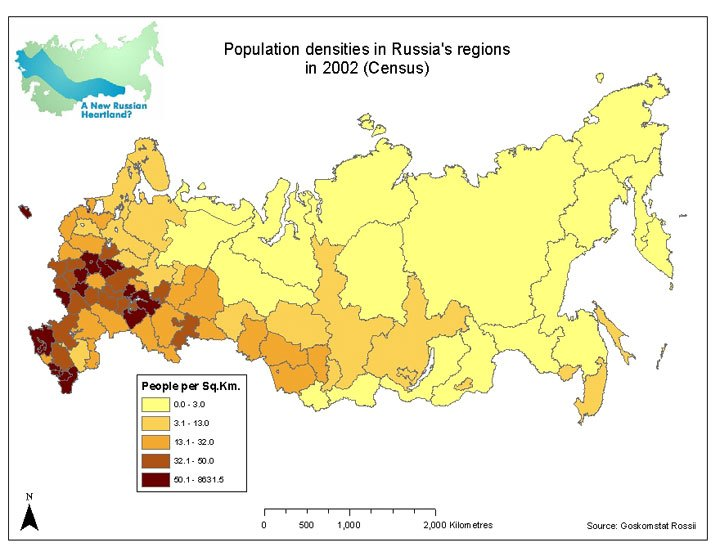 Population densities in Russia's regions
in 2002 (Census)
A New Russian
Heartland?
People per Sq.Km.
0.0 - 3.0
3.1 - 13.0
13.1 - 32.0
32.1 - 50.0
50.1 - 8631.5
N
0 500 1,000 2,000 Kilometres
Source: Goskomstat Rossii